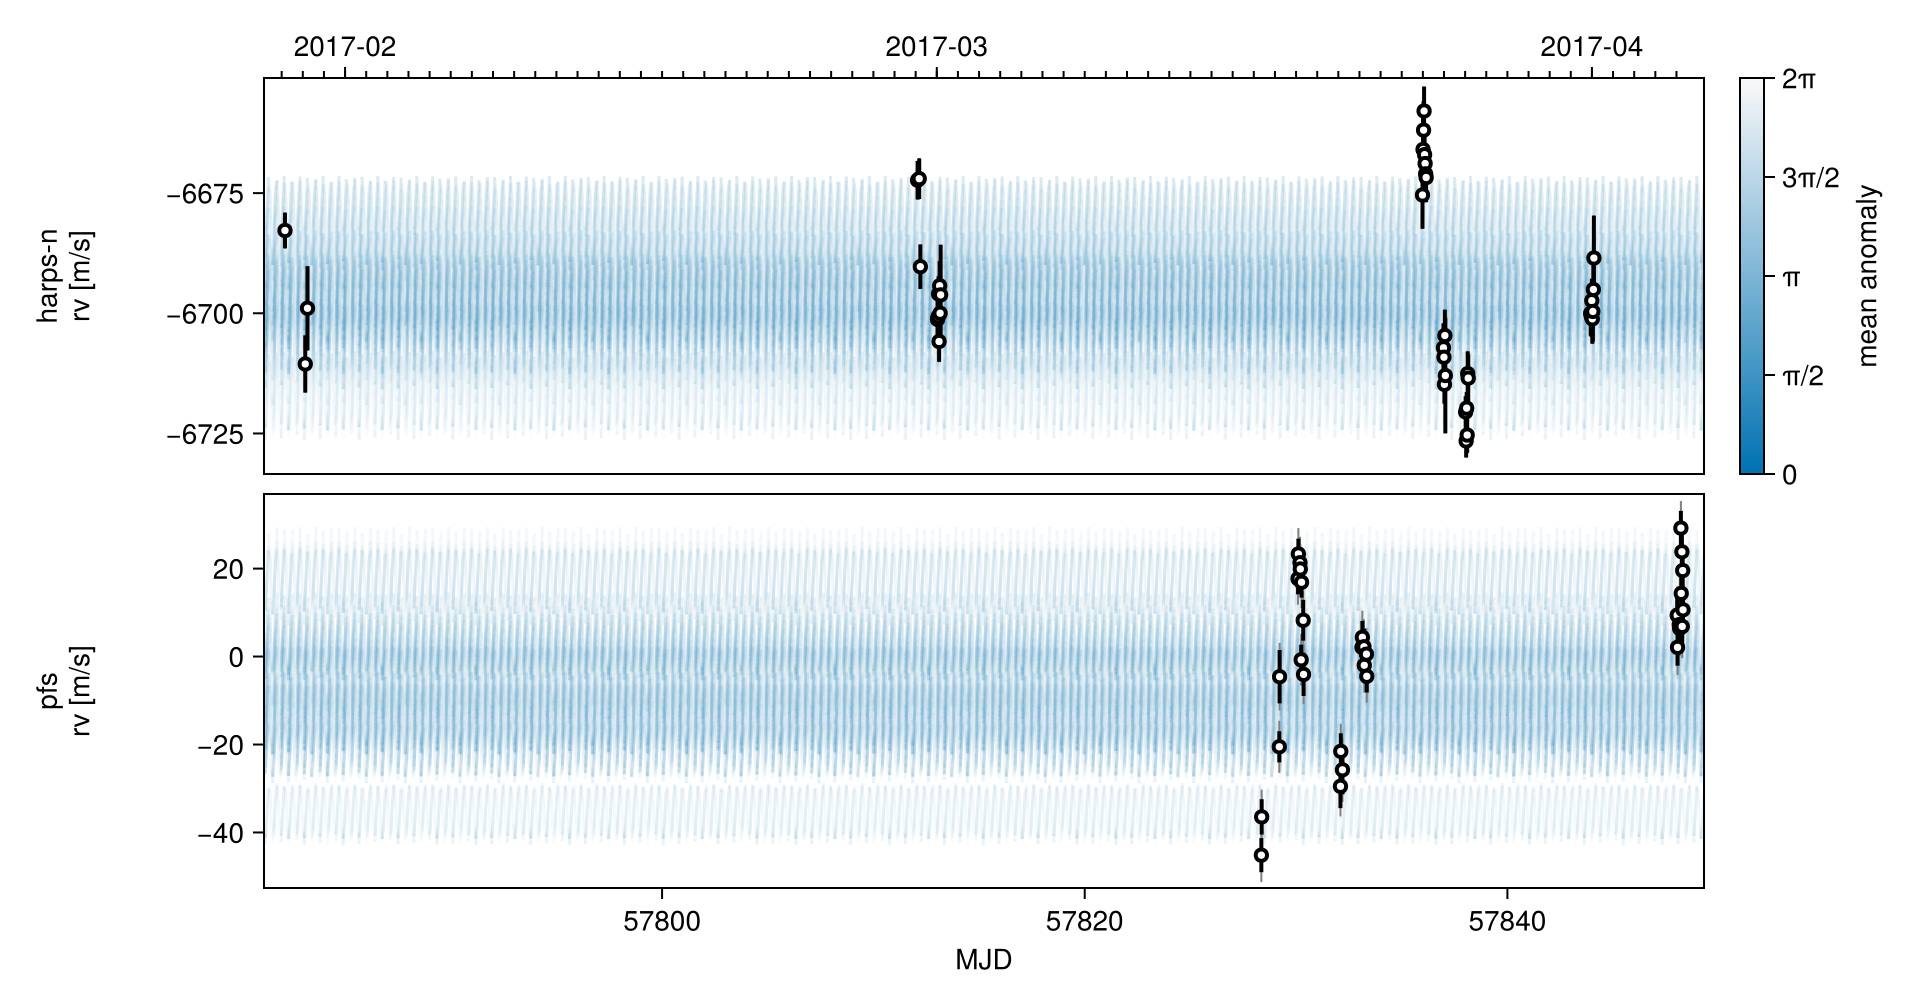 2017-02 2017-03 2017-04
harps-n
rv [m/s]
−6675
−6700
−6725
2π
3π/2
π
π/2
0
mean anomaly
pfs
rv [m/s]
20
0
−20
−40
57800 57820 57840
MJD